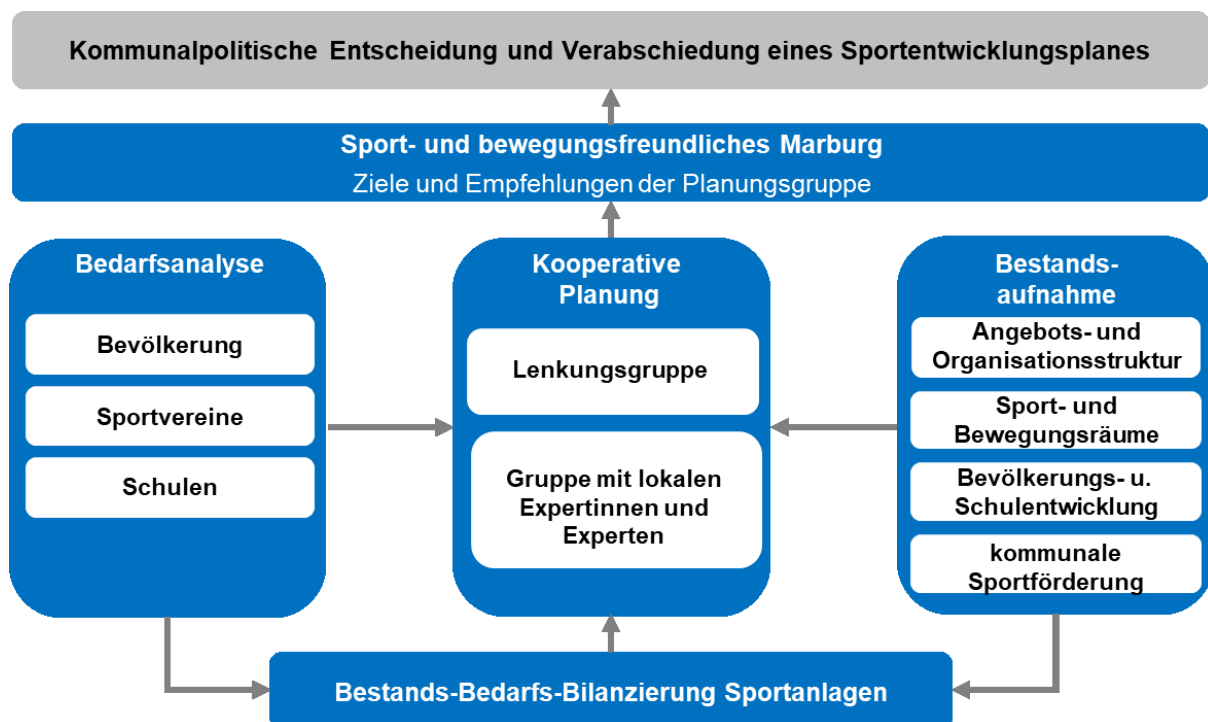 Kommunalpolitische Entscheidung und Verabschiedung eines Sportentwicklungsplanes
Sport- und bewegungsfreundliches Marburg
Ziele und Empfehlungen der Planungsgruppe
Bedarfsanalyse
Bevölkerung
Sportvereine
Schulen
Kooperative
Planung
Lenkungsgruppe
Gruppe mit lokalen
Expertinnen und
Experten
Bestands-
aufnahme
Angebots- und
Organisationsstruktur
Sport- und
Bewegungsräume
Bevölkerungs- u.
Schulentwicklung
kommunale
Sportförderung
Bestands-Bedarfs-Bilanzierung Sportanlagen